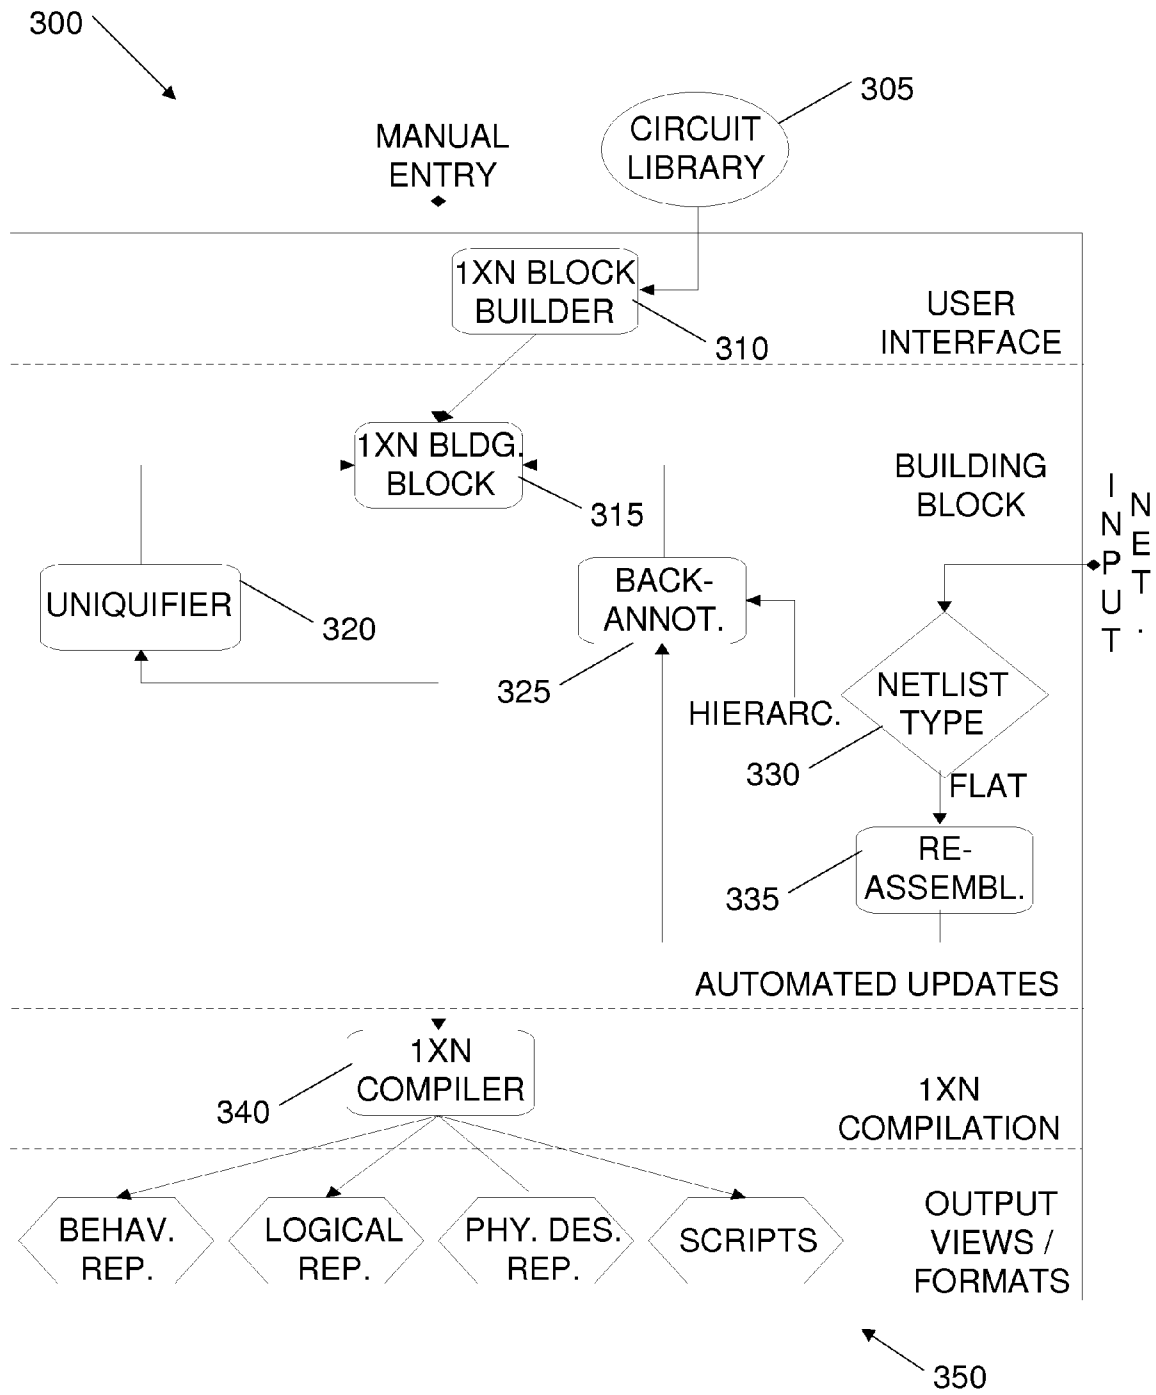 300
305
MANUAL
ENTRY
CIRCUIT
LIBRARY
1XN BLOCK
BUILDER
310
USER
INTERFACE
1XN BLDG.
BLOCK
315
BUILDING
BLOCK
INPUT
NET.
UNIQUIFIER
320
BACK-
ANNOT.
325
HIERARC.
NETLIST
TYPE
330
FLAT
RE-
ASSEMBL.
335
AUTOMATED UPDATES
1XN
COMPILER
340
1XN
COMPILATION
BEHAV.
REP.
LOGICAL
REP.
PHY. DES.
REP.
SCRIPTS
OUTPUT
VIEWS /
FORMATS
350